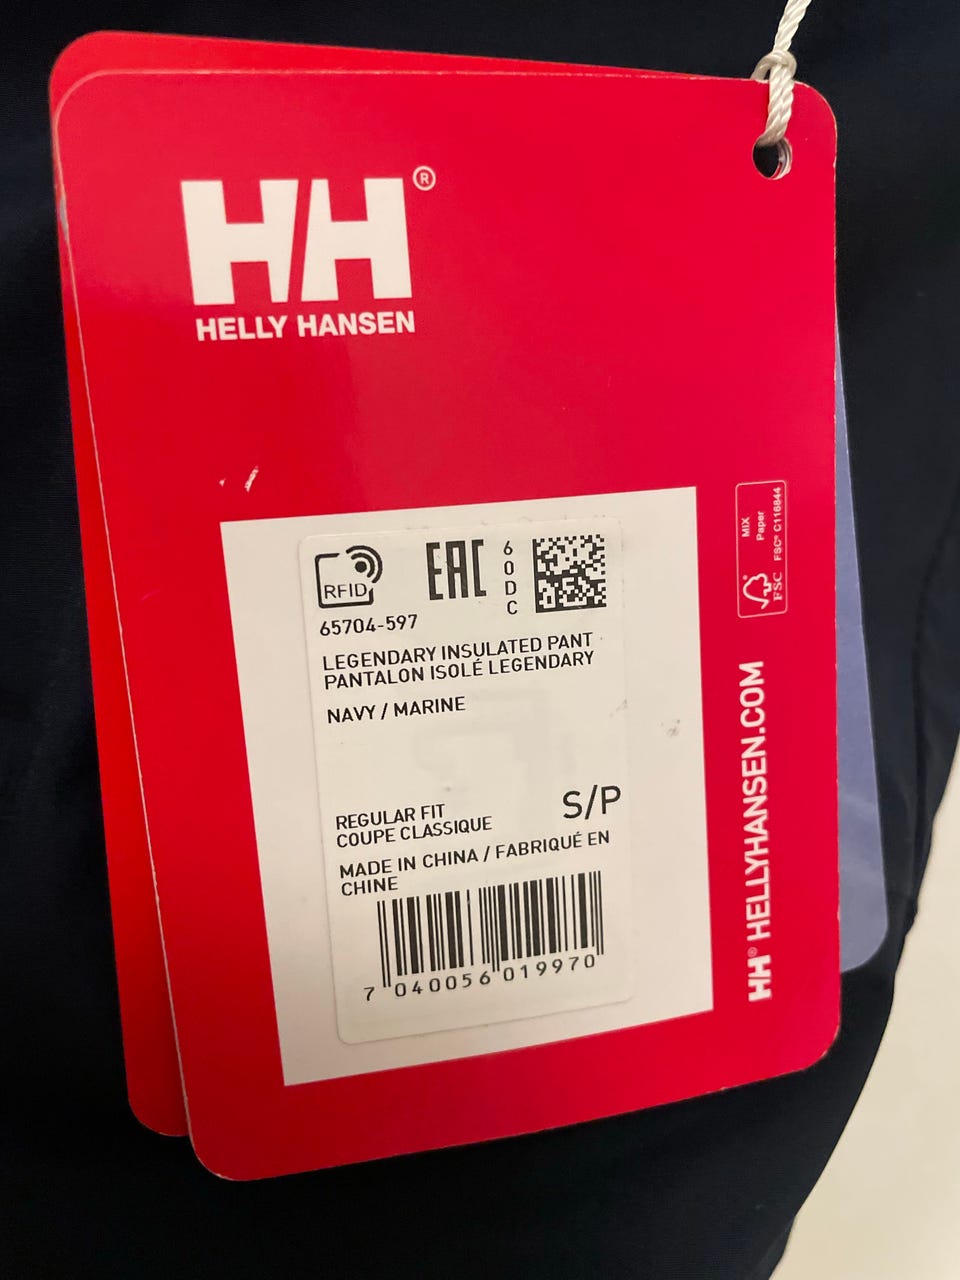 HH®
HELLY HANSEN
RFID
EAC
60DC
65704-597
LEGENDARY INSULATED PANT
PANTALON ISOLÉ LEGENDARY
NAVY / MARINE
REGULAR FIT
COUPE CLASSIQUE
S/P
MADE IN CHINA / FABRIQUÉ EN
CHINE
7 040056 019970
MIX
Paper
FSC® C116844
FSC
HH® HELLYHANSEN.COM